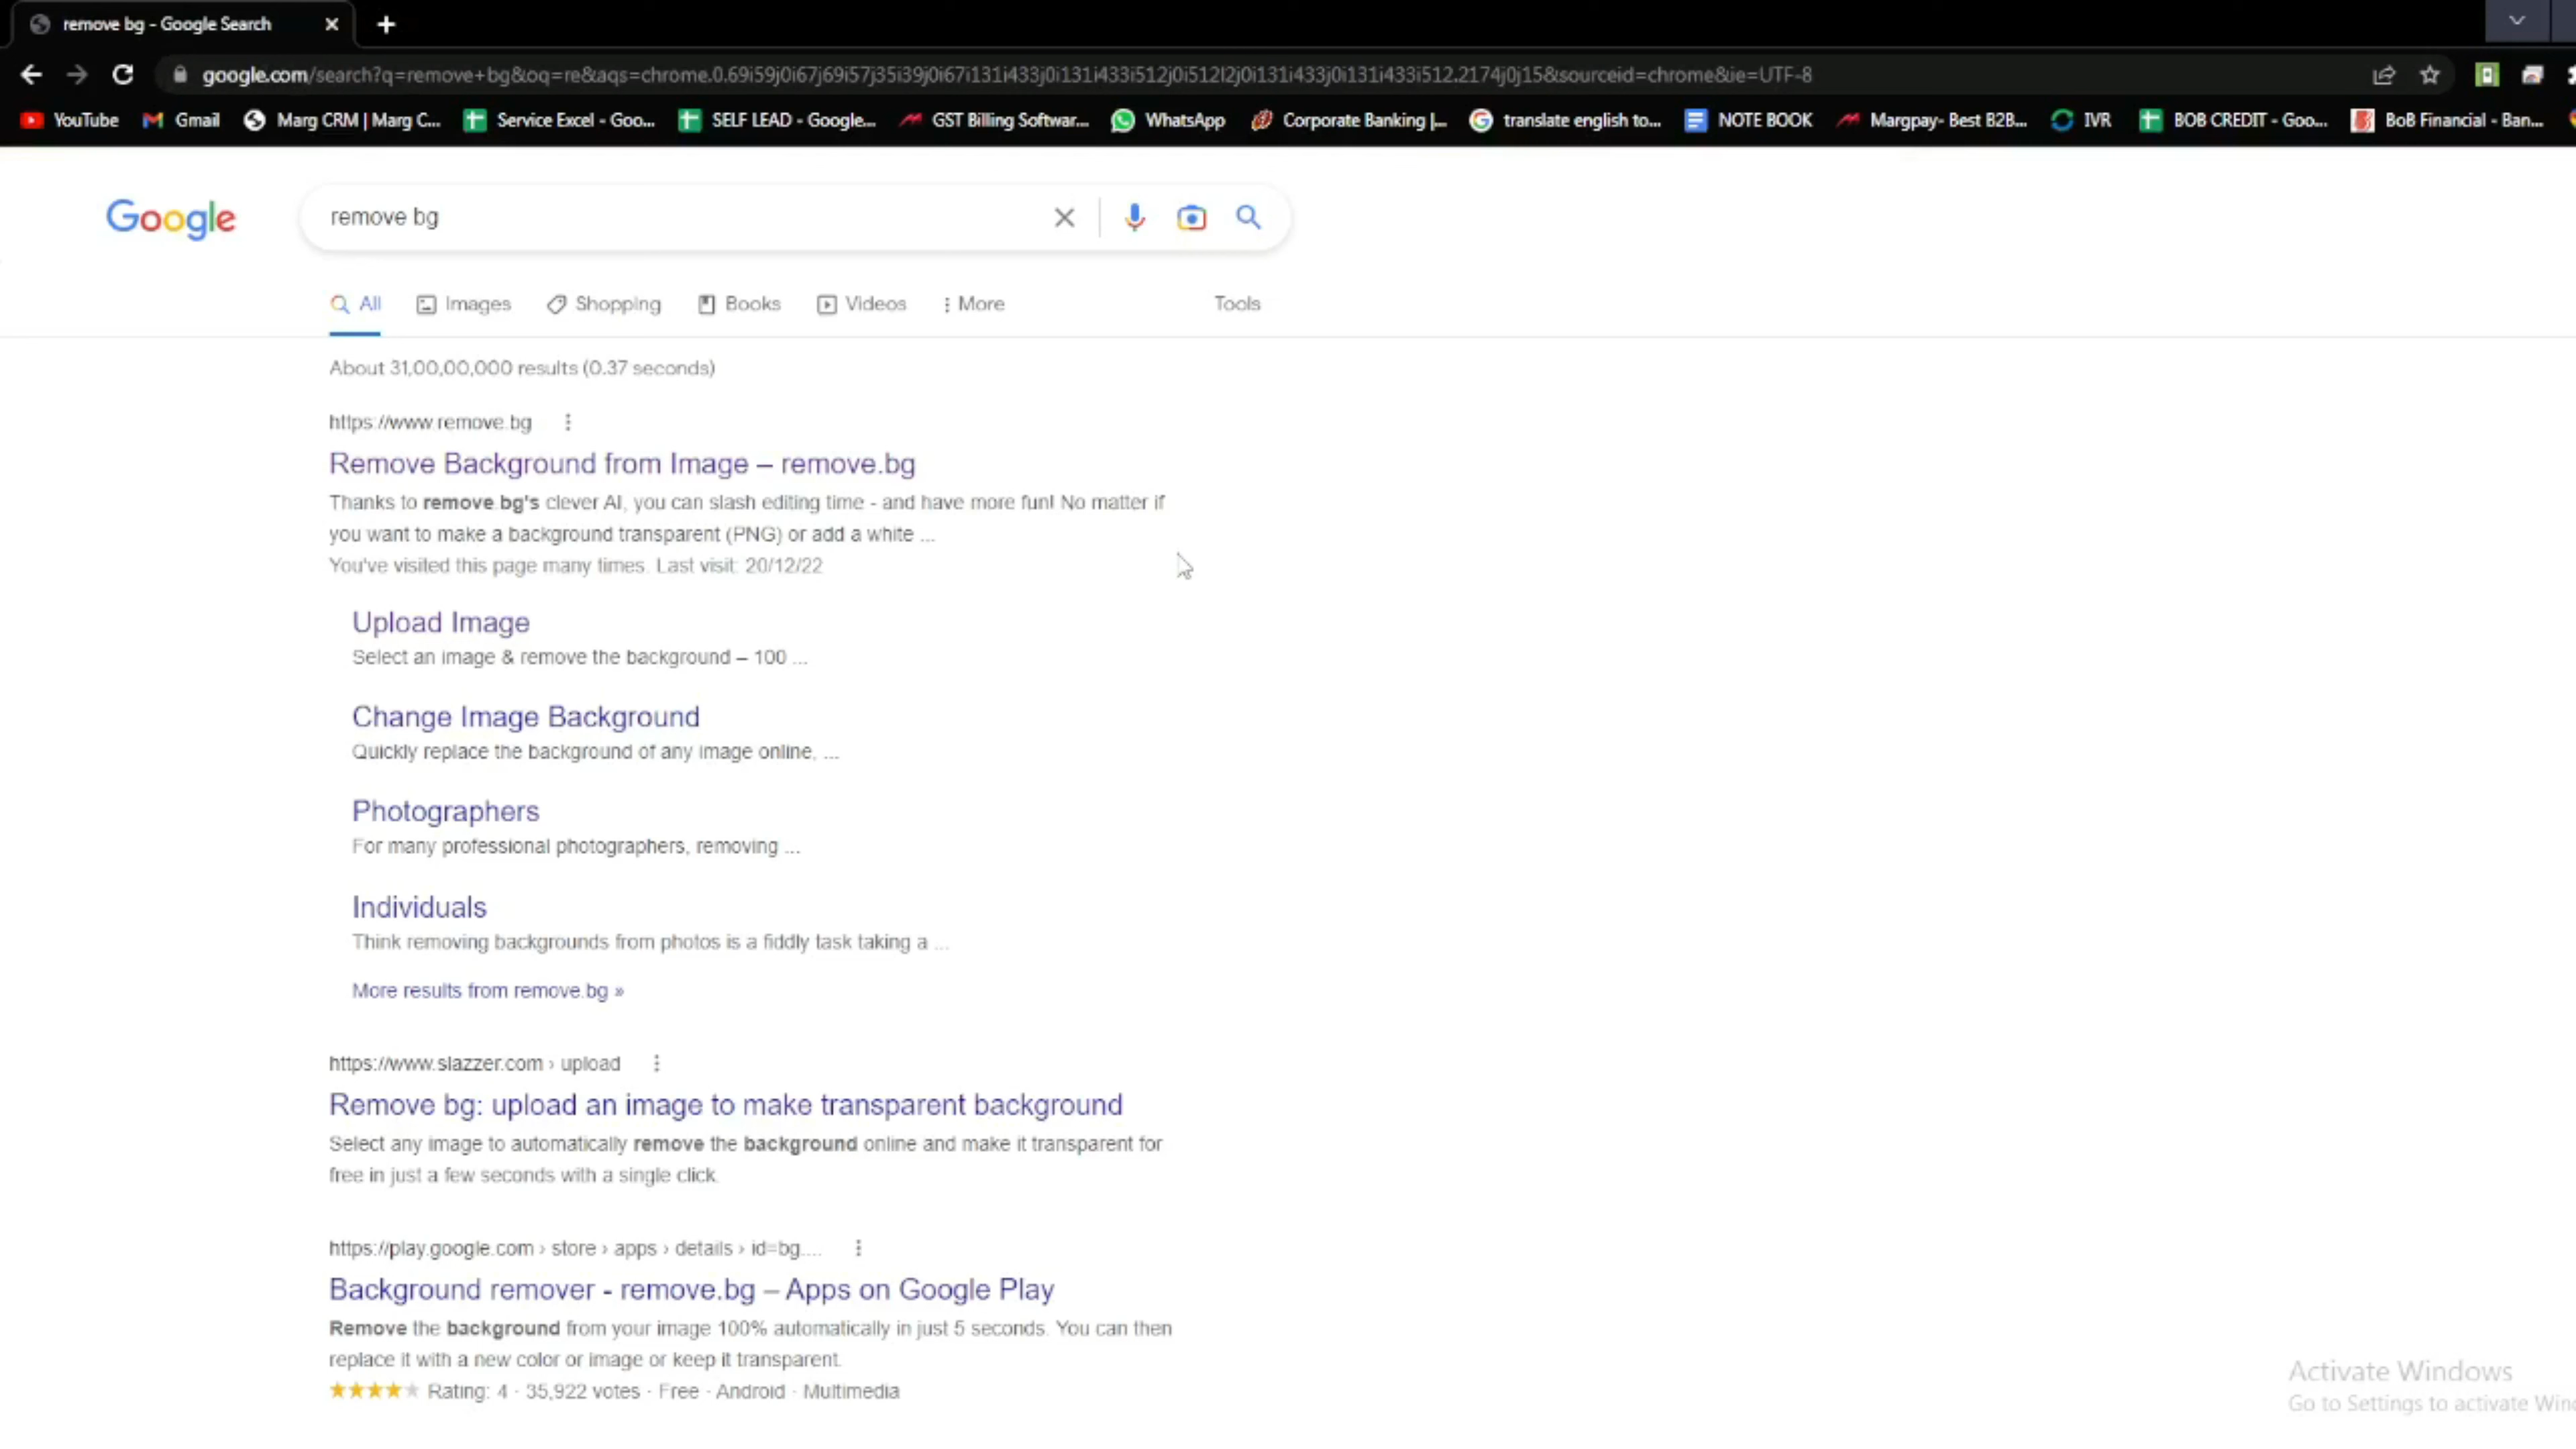 remove bg - Google Search
google.com/search?q=remove+bg&oq=re&aqs=chrome.0.69i59j0i67j69i57j35i39j0i67i131i433j0i131i433i512j0i512l2j0i131i433j0i131i433i512.2174j0j15&sourceid=chrome&ie=UTF-8
YouTube Gmail Marg CRM | Marg C... Service Excel - Goo... SELF LEAD - Google... GST Billing Softwar... WhatsApp Corporate Banking |... translate english to... NOTE BOOK Margpay- Best B2B... IVR BOB CREDIT - Goo... BoB Financial - Ban...
Google remove bg
All Images Shopping Books Videos More Tools
About 31,00,00,000 results (0.37 seconds)
https://www.remove.bg
Remove Background from Image – remove.bg
Thanks to remove.bg's clever AI, you can slash editing time - and have more fun! No matter if
you want to make a background transparent (PNG) or add a white ...
You've visited this page many times. Last visit: 20/12/22
Upload Image
Select an image & remove the background – 100 ...
Change Image Background
Quickly replace the background of any image online, ...
Photographers
For many professional photographers, removing ...
Individuals
Think removing backgrounds from photos is a fiddly task taking a ...
More results from remove.bg »
https://www.slazzer.com › upload
Remove bg: upload an image to make transparent background
Select any image to automatically remove the background online and make it transparent for
free in just a few seconds with a single click.
https://play.google.com › store › apps › details › id=bg....
Background remover - remove.bg – Apps on Google Play
Remove the background from your image 100% automatically in just 5 seconds. You can then
replace it with a new color or image or keep it transparent.
Rating: 4 · 35,922 votes · Free · Android · Multimedia
Activate Windows
Go to Settings to activate Win